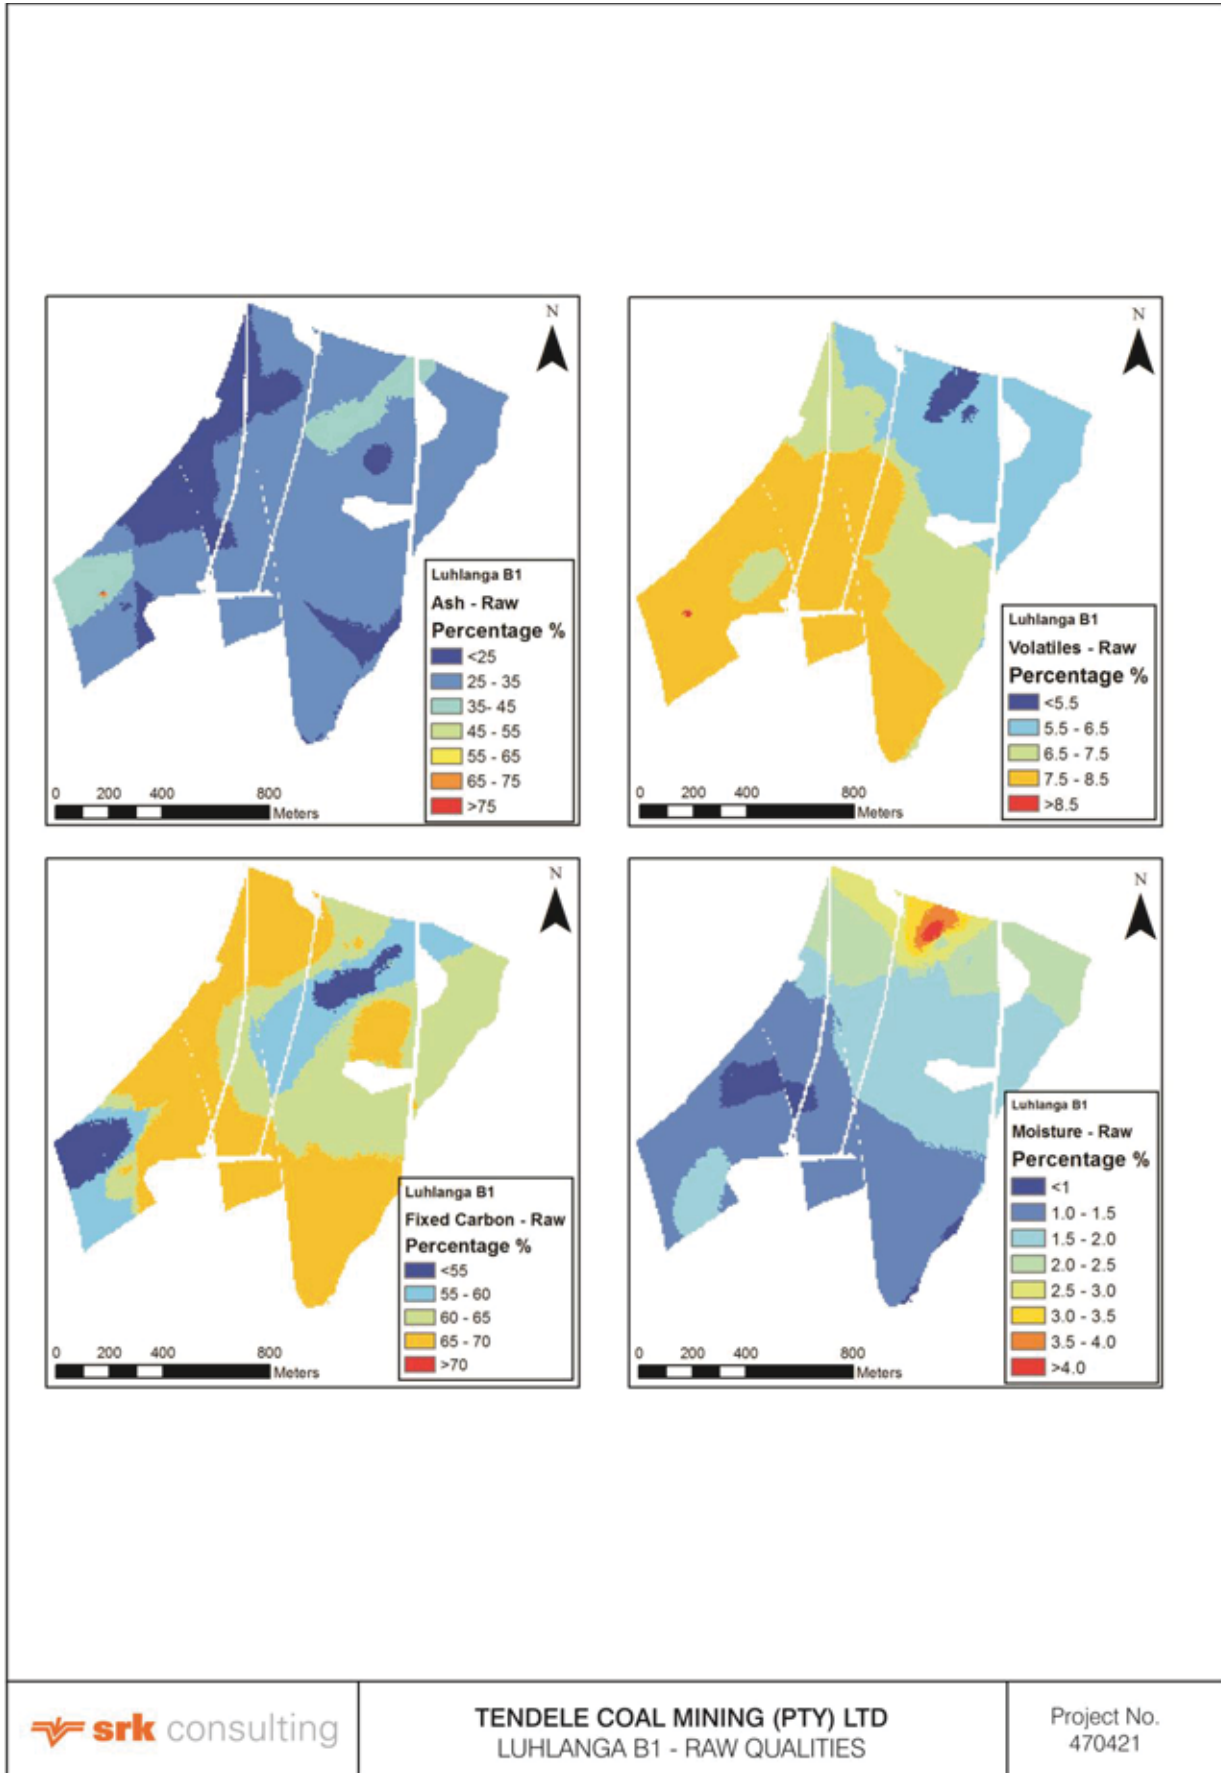 N
Luhlanga B1
Ash - Raw
Percentage %
<25
25 - 35
35- 45
45 - 55
55 - 65
65 - 75
>75
0 200 400 800
Meters
N
Luhlanga B1
Volatiles - Raw
Percentage %
<5.5
5.5 - 6.5
6.5 - 7.5
7.5 - 8.5
>8.5
0 200 400 800
Meters
N
Luhlanga B1
Fixed Carbon - Raw
Percentage %
<55
55 - 60
60 - 65
65 - 70
>70
0 200 400 800
Meters
N
Luhlanga B1
Moisture - Raw
Percentage %
<1
1.0 - 1.5
1.5 - 2.0
2.0 - 2.5
2.5 - 3.0
3.0 - 3.5
3.5 - 4.0
>4.0
0 200 400 800
Meters
srk consulting
TENDELE COAL MINING (PTY) LTD
LUHLANGA B1 - RAW QUALITIES
Project No.
470421